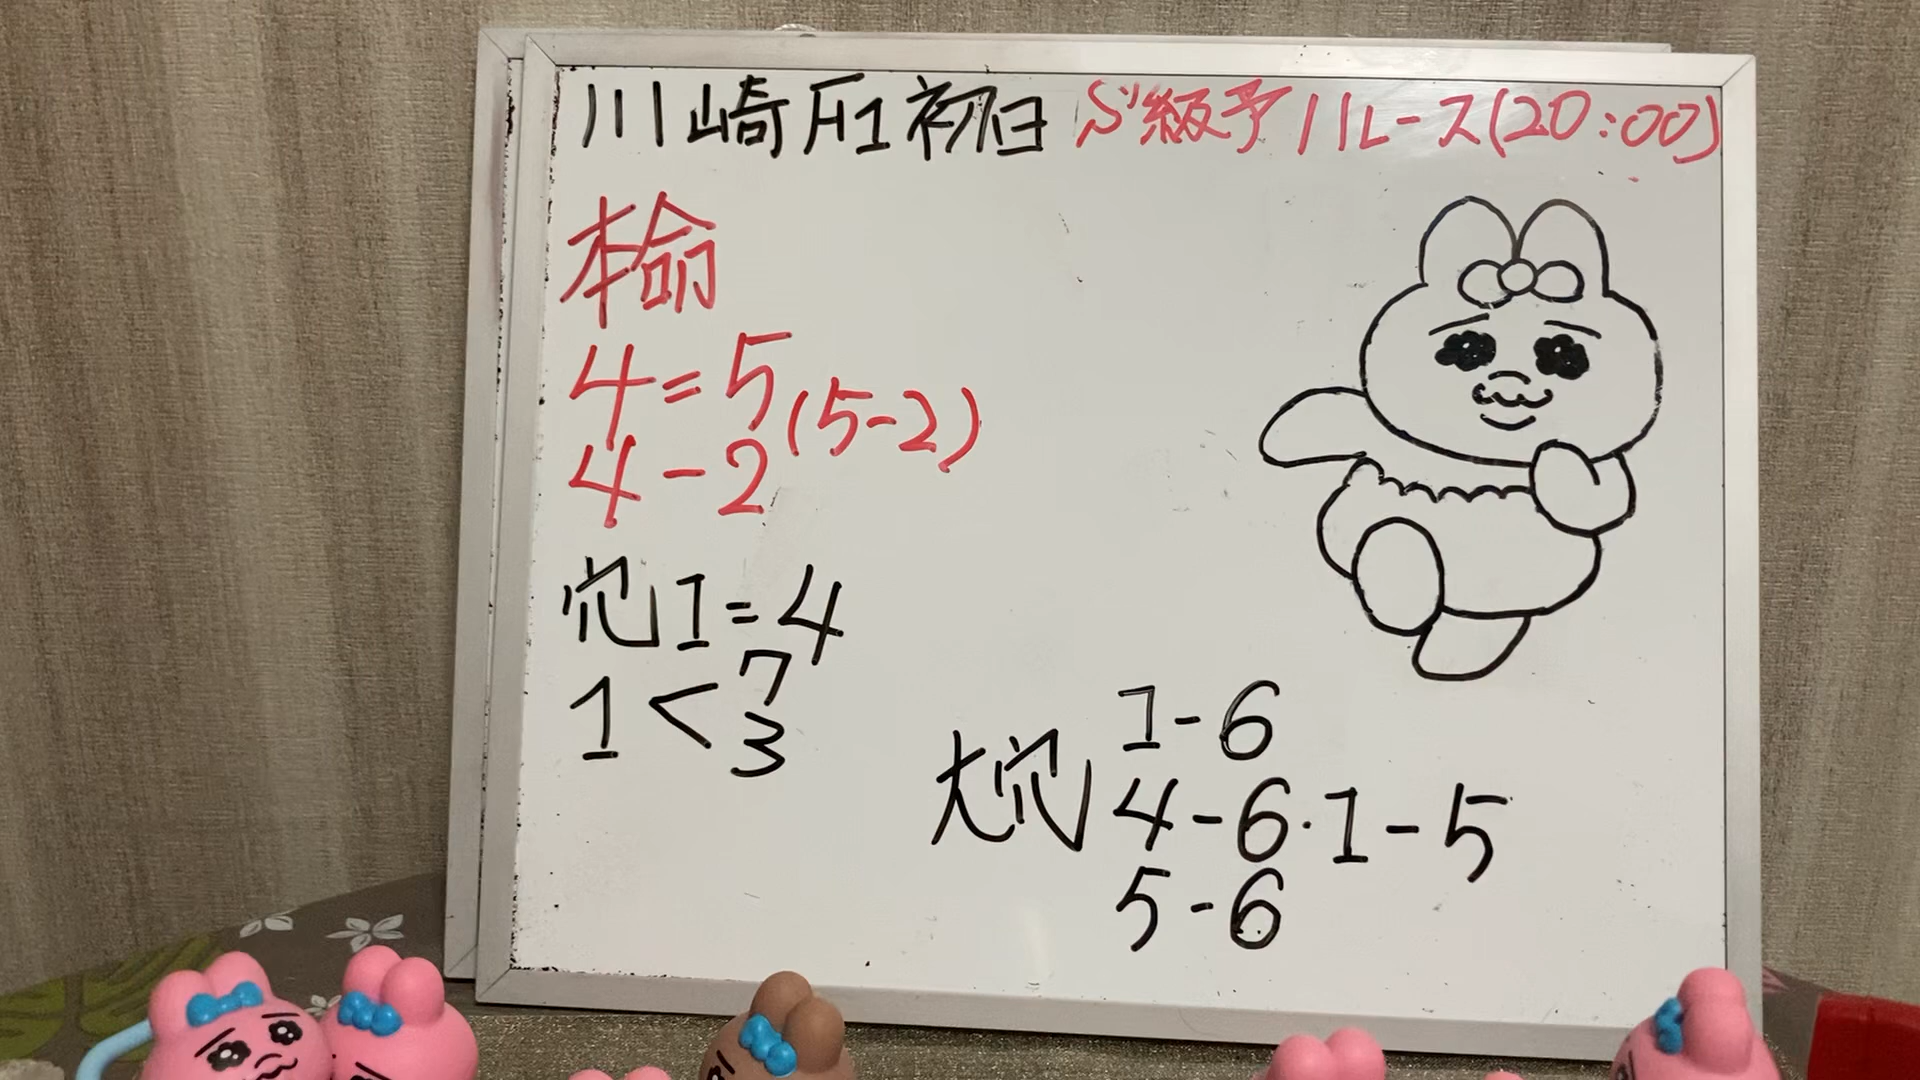 川崎F1初日 S級予 11レース(20:00)
本命
4=5
(5-2)
4-2
穴 1=4
1<7
3
大穴 1-6
4-6・1-5
5-6